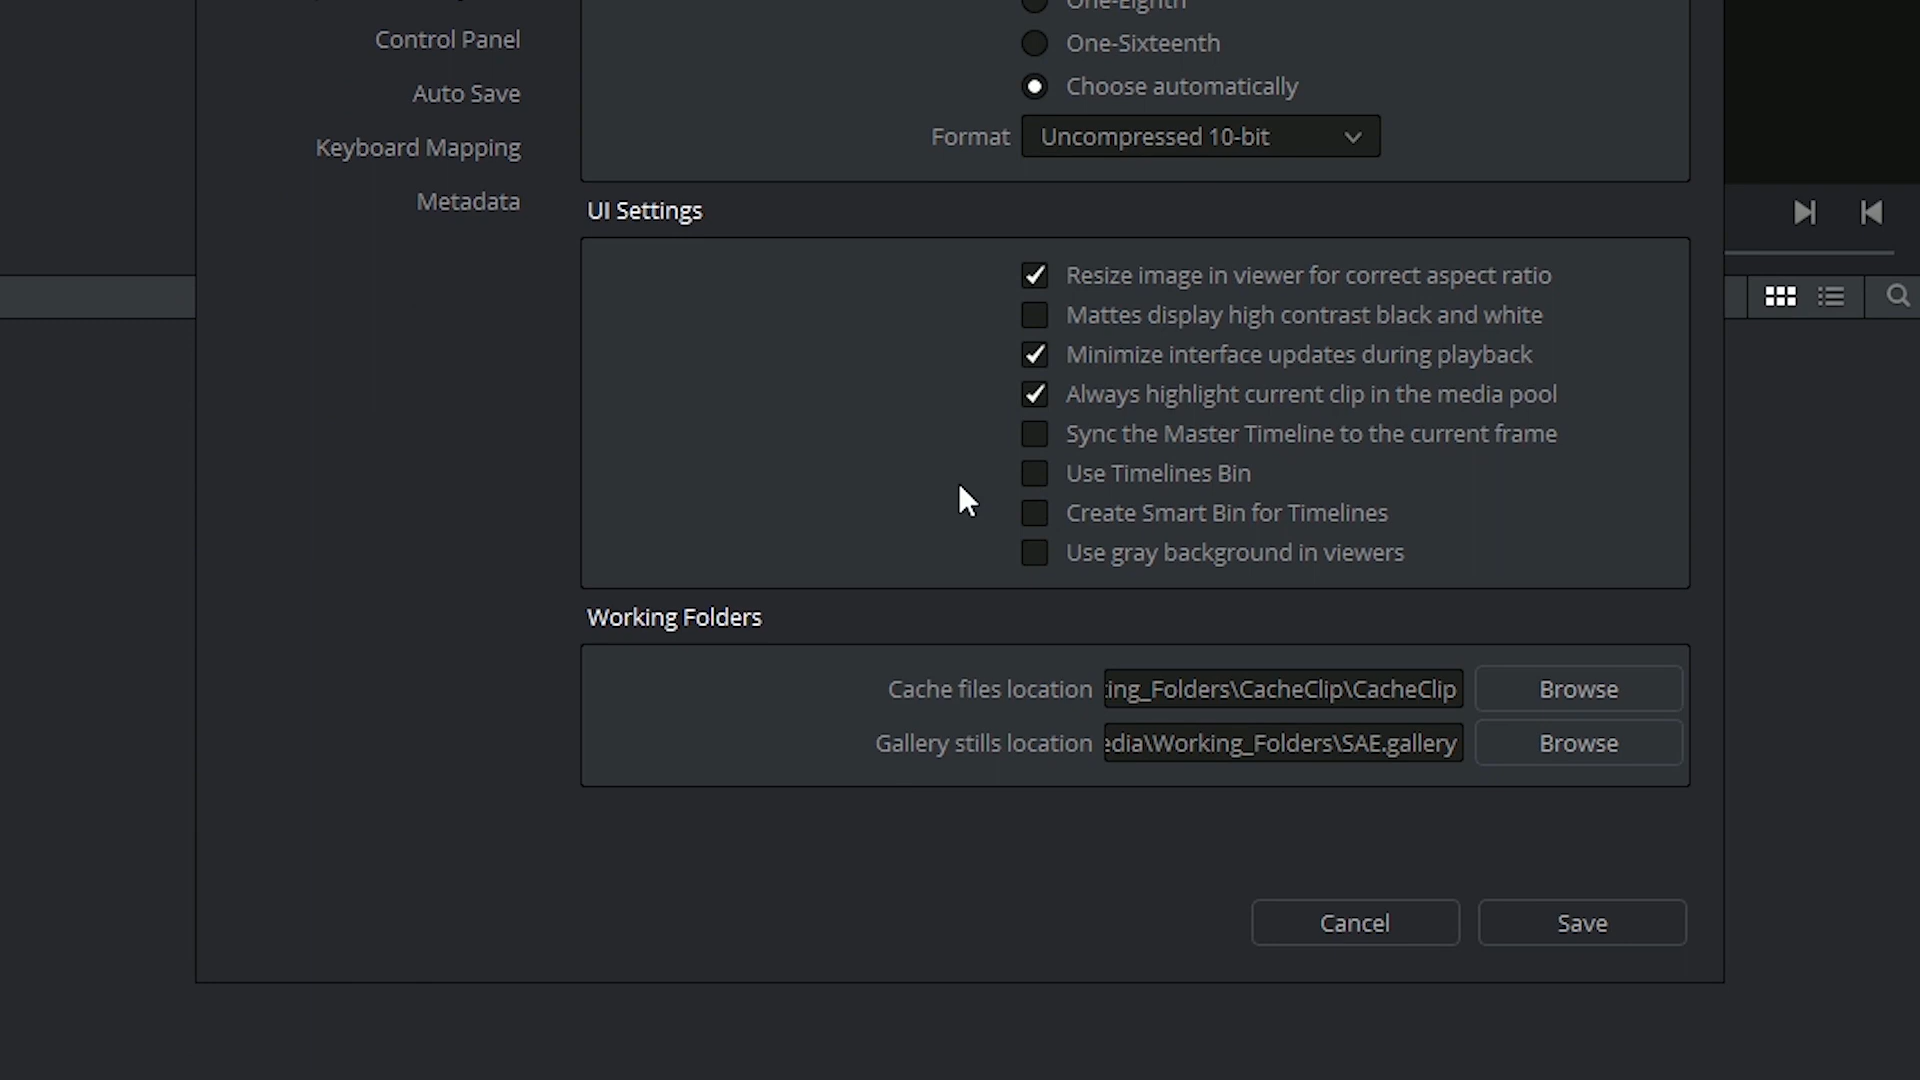 One-Eighth
Control Panel
One-Sixteenth
Auto Save
Choose automatically
Keyboard Mapping
Format Uncompressed 10-bit
Metadata
UI Settings
Resize image in viewer for correct aspect ratio
Mattes display high contrast black and white
Minimize interface updates during playback
Always highlight current clip in the media pool
Sync the Master Timeline to the current frame
Use Timelines Bin
Create Smart Bin for Timelines
Use gray background in viewers
Working Folders
Cache files location ing_Folders\CacheClip\CacheClip Browse
Gallery stills location edia\Working_Folders\SAE.gallery Browse
Cancel Save